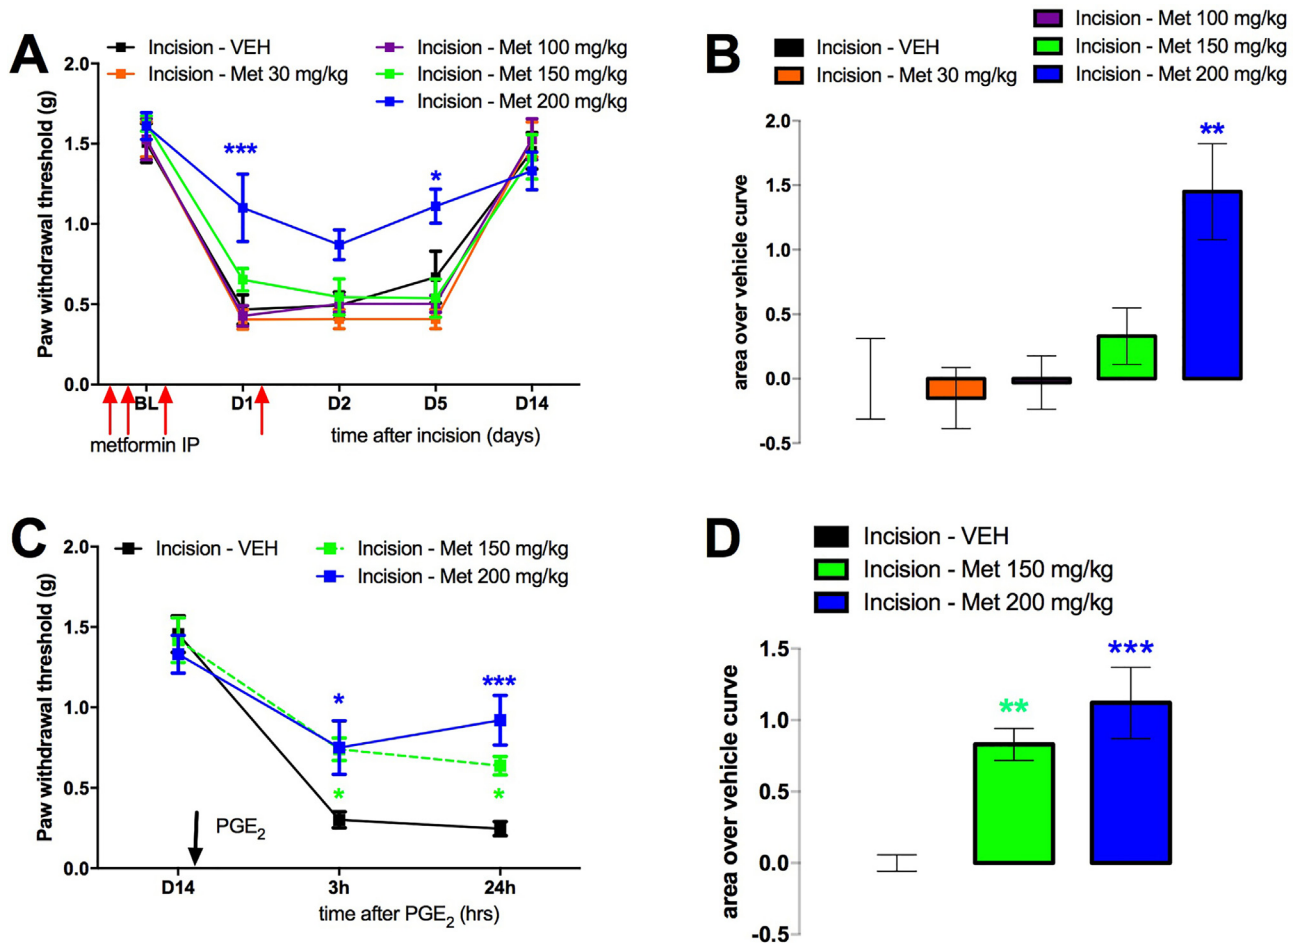 A
Incision - VEH
Incision - Met 30 mg/kg
Incision - Met 100 mg/kg
Incision - Met 150 mg/kg
Incision - Met 200 mg/kg
Paw withdrawal threshold (g)
2.0
1.5
1.0
0.5
0.0
***
*
BL D1 D2 D5 D14
metformin IP
time after incision (days)
B
Incision - VEH
Incision - Met 30 mg/kg
Incision - Met 100 mg/kg
Incision - Met 150 mg/kg
Incision - Met 200 mg/kg
area over vehicle curve
2.0
1.5
1.0
0.5
0.0
-0.5
**
C
Incision - VEH
Incision - Met 150 mg/kg
Incision - Met 200 mg/kg
Paw withdrawal threshold (g)
2.0
1.5
1.0
0.5
0.0
*
***
*
*
PGE₂
D14 3h 24h
time after PGE₂ (hrs)
D
Incision - VEH
Incision - Met 150 mg/kg
Incision - Met 200 mg/kg
area over vehicle curve
1.5
1.0
0.5
0.0
-0.5
**
***